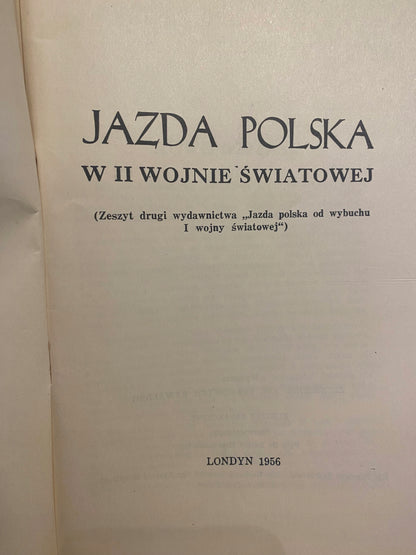 JAZDA POLSKA
W II WOJNIE ŚWIATOWEJ
(Zeszyt drugi wydawnictwa „Jazda polska od wybuchu
I wojny światowej“)
LONDYN 1956